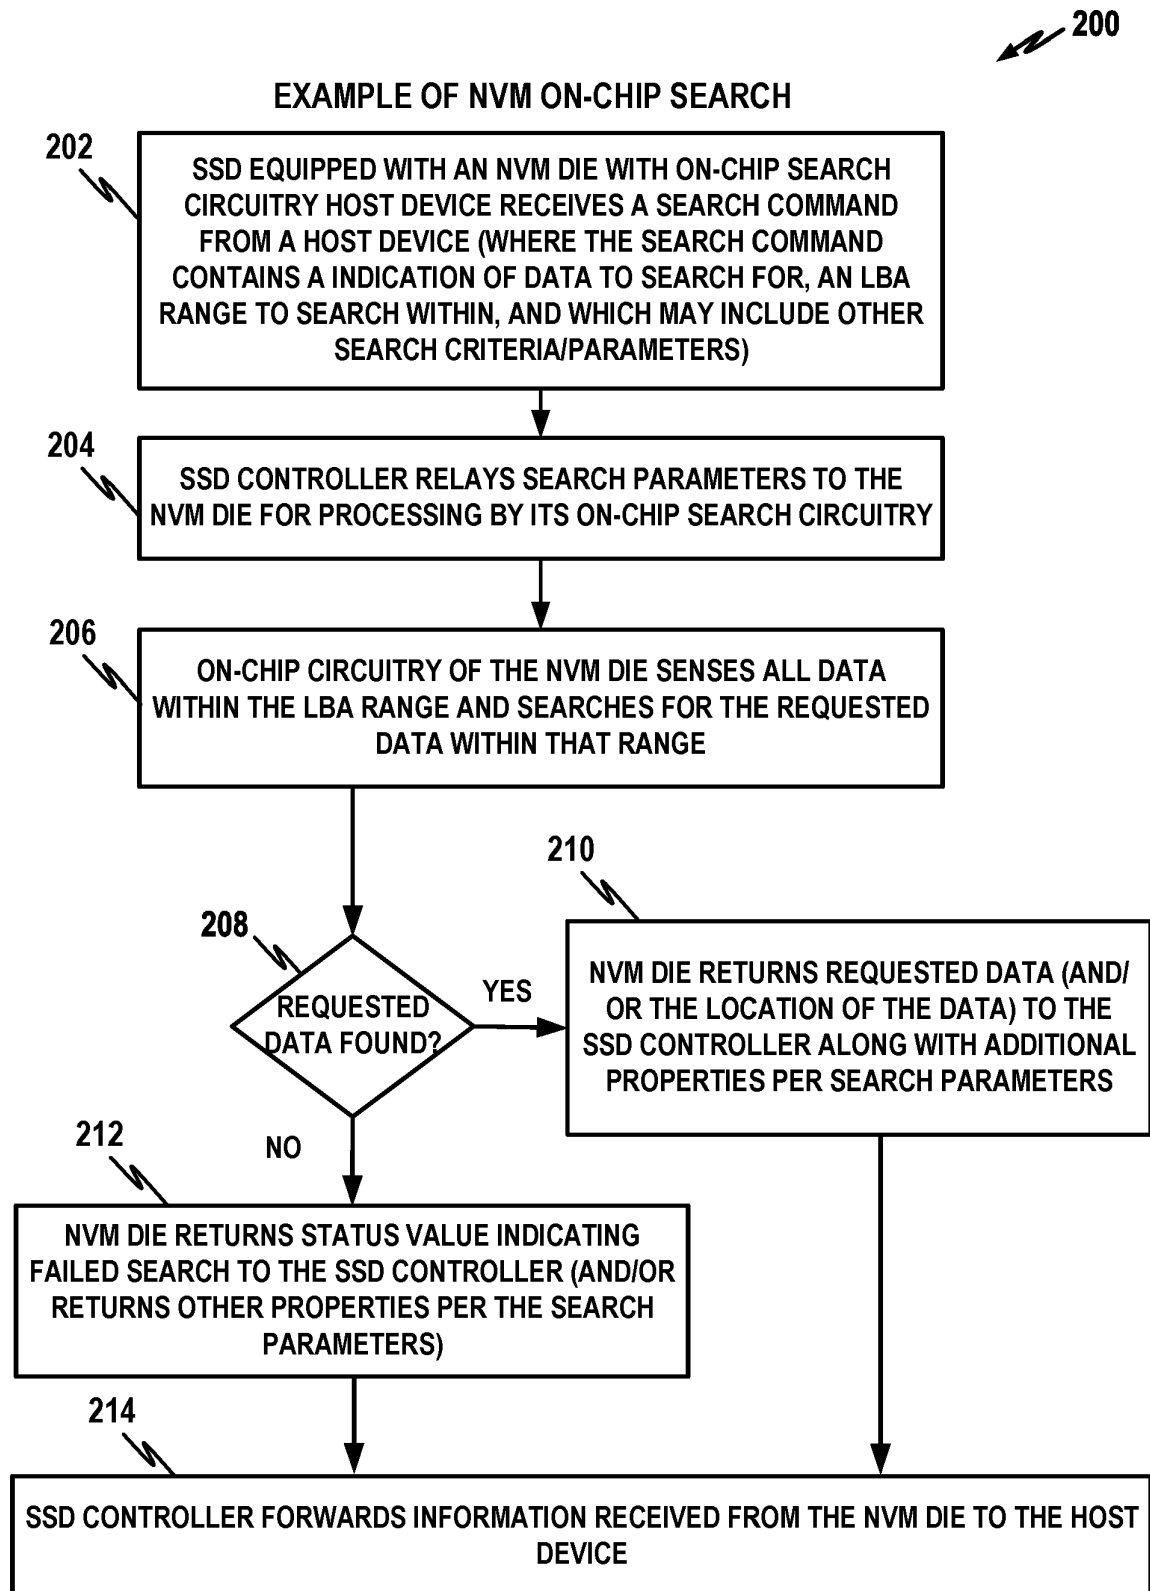 200
EXAMPLE OF NVM ON-CHIP SEARCH
202
SSD EQUIPPED WITH AN NVM DIE WITH ON-CHIP SEARCH
CIRCUITRY HOST DEVICE RECEIVES A SEARCH COMMAND
FROM A HOST DEVICE (WHERE THE SEARCH COMMAND
CONTAINS A INDICATION OF DATA TO SEARCH FOR, AN LBA
RANGE TO SEARCH WITHIN, AND WHICH MAY INCLUDE OTHER
SEARCH CRITERIA/PARAMETERS)
204
SSD CONTROLLER RELAYS SEARCH PARAMETERS TO THE
NVM DIE FOR PROCESSING BY ITS ON-CHIP SEARCH CIRCUITRY
206
ON-CHIP CIRCUITRY OF THE NVM DIE SENSES ALL DATA
WITHIN THE LBA RANGE AND SEARCHES FOR THE REQUESTED
DATA WITHIN THAT RANGE
208
REQUESTED
DATA FOUND?
YES
210
NVM DIE RETURNS REQUESTED DATA (AND/
OR THE LOCATION OF THE DATA) TO THE
SSD CONTROLLER ALONG WITH ADDITIONAL
PROPERTIES PER SEARCH PARAMETERS
NO
212
NVM DIE RETURNS STATUS VALUE INDICATING
FAILED SEARCH TO THE SSD CONTROLLER (AND/OR
RETURNS OTHER PROPERTIES PER THE SEARCH
PARAMETERS)
214
SSD CONTROLLER FORWARDS INFORMATION RECEIVED FROM THE NVM DIE TO THE HOST
DEVICE